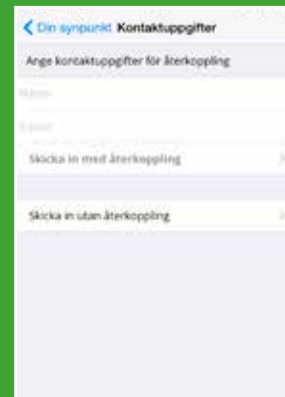 Din synpunkt Kontaktuppgifter
Ange kontaktuppgifter för återkoppling
Namn
E-post
Skicka in med återkoppling
Skicka in utan återkoppling